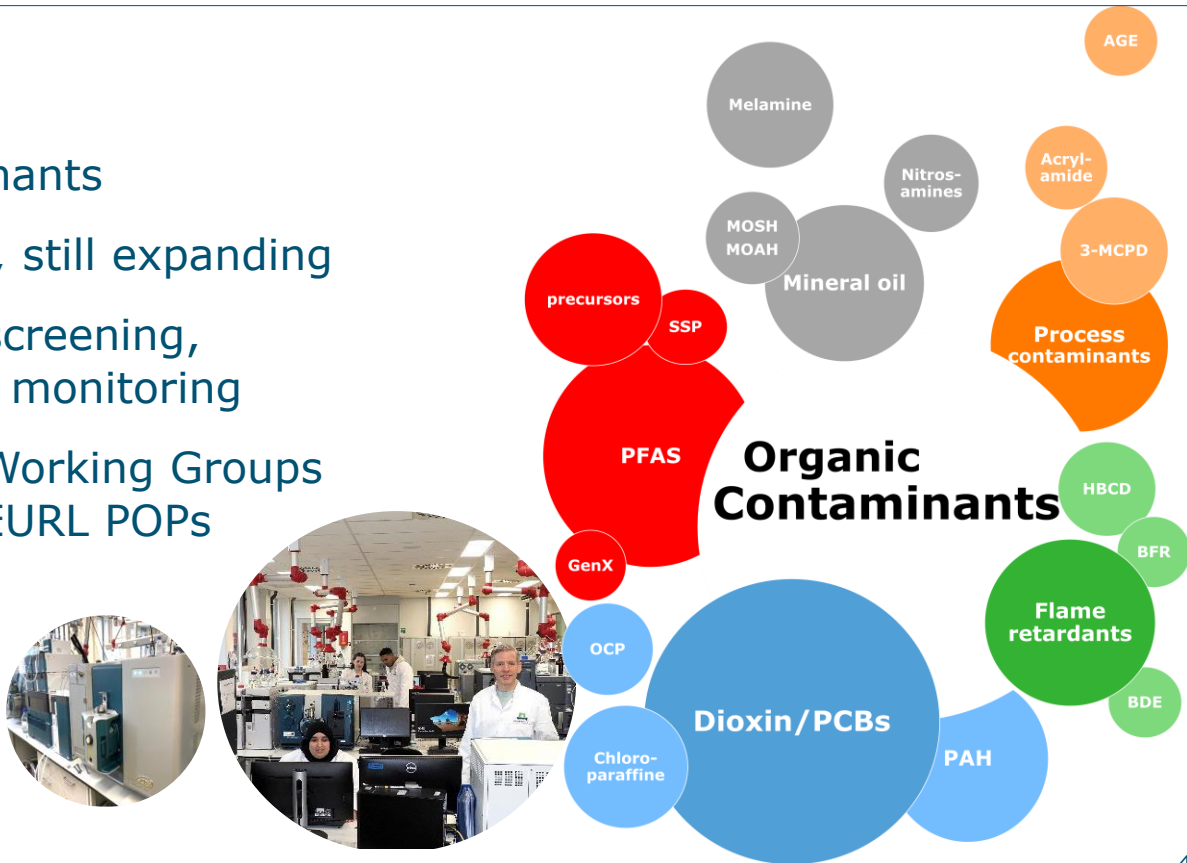 nants
, still expanding
screening,
monitoring
Working Groups
EURL POPs
AGE
Melamine
Acryl-
amide
Nitros-
amines
MOSH
MOAH
3-MCPD
Mineral oil
precursors
SSP
Process
contaminants
PFAS
Organic
Contaminants
HBCD
BFR
GenX
Flame
retardants
OCP
BDE
Dioxin/PCBs
Chloro-
paraffine
PAH